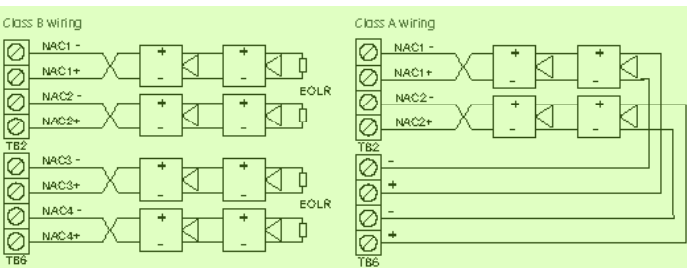 Class B wiring
NAC1 -
NAC1+
NAC2 -
NAC2+
TB2
+ + + +
- - - -
EOLR
NAC3 -
NAC3+
NAC4 -
NAC4+
TB6
+ + + +
- - - -
EOLR
Class A wiring
NAC1 -
NAC1+
NAC2 -
NAC2+
TB2
+ + + +
- - - -
-
+
-
+
TB6